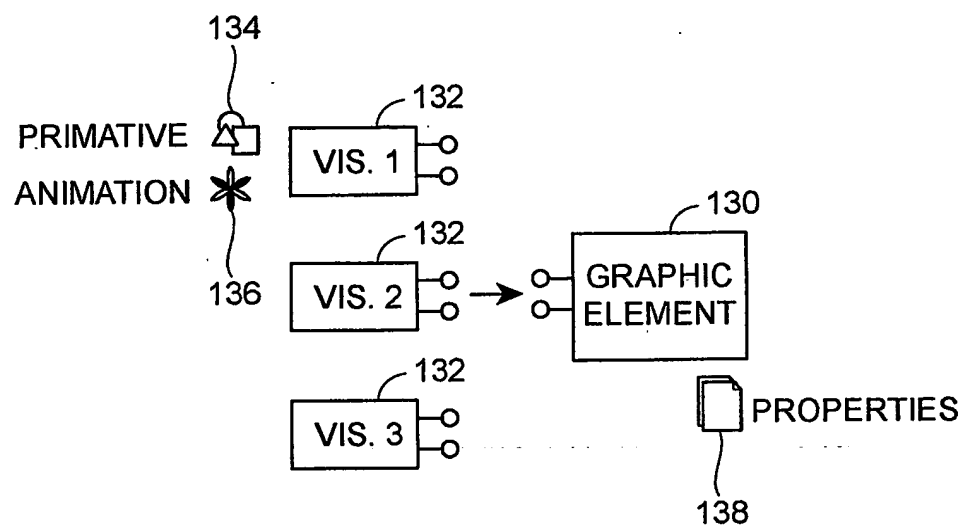 134
132
PRIMATIVE
VIS. 1
ANIMATION
130
132
136
VIS. 2
GRAPHIC
ELEMENT
132
VIS. 3
PROPERTIES
138